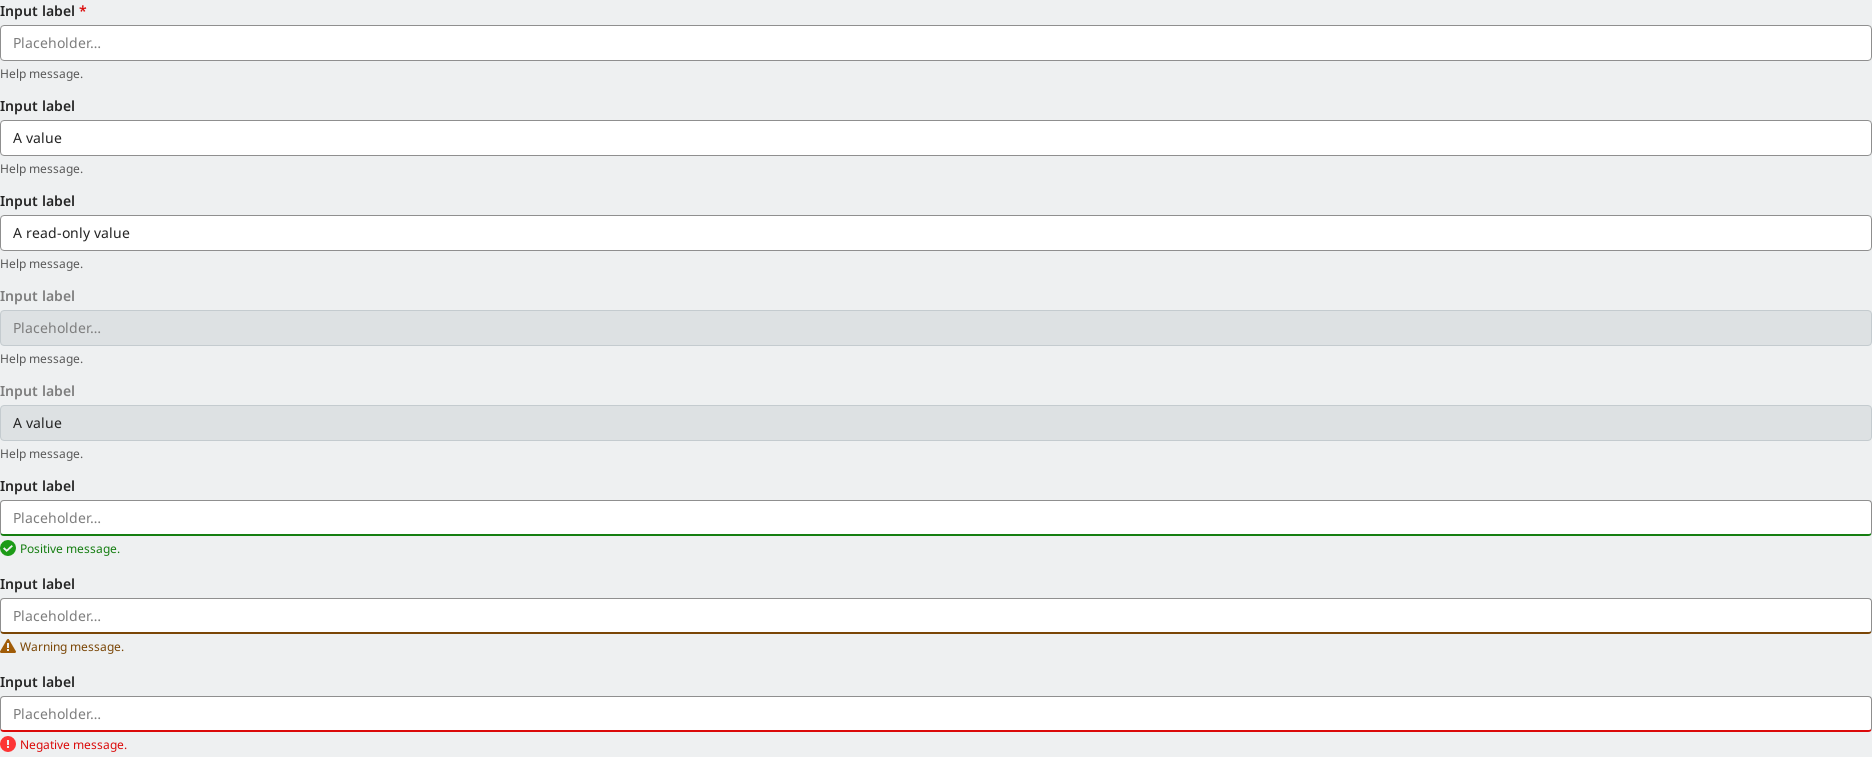 Input label *
Placeholder...
Help message.
Input label
A value
Help message.
Input label
A read-only value
Help message.
Input label
Placeholder...
Help message.
Input label
A value
Help message.
Input label
Placeholder...
Positive message.
Input label
Placeholder...
Warning message.
Input label
Placeholder...
Negative message.